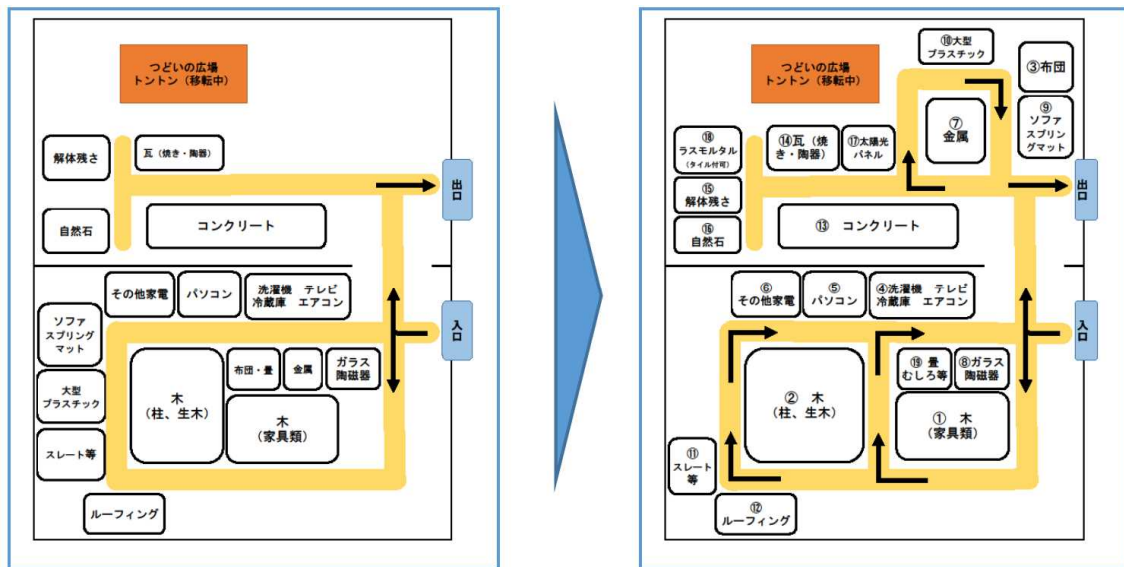 つどいの広場
トントン（移転中）
解体残さ
瓦（焼き・陶器）
出口
自然石
コンクリート
その他家電
パソコン
洗濯機　テレビ
冷蔵庫　エアコン
入口
ソファ
スプリング
マット
大型
プラスチック
スレート等
木
（柱、生木）
布団・畳
金属
ガラス
陶磁器
木
（家具類）
ルーフィング
つどいの広場
トントン（移転中）
⑩大型
プラスチック
③布団
⑨
ソファ
スプリン
グマット
⑦
金属
⑱
ラスモルタル
（タイル付可）
⑭瓦（焼
き・陶器）
⑰太陽光
パネル
⑮
解体残さ
⑯
自然石
⑬　コンクリート
出口
⑥
その他家電
⑤
パソコン
④洗濯機　テレビ
冷蔵庫　エアコン
入口
②　木
（柱、生木）
⑲　畳
むしろ等
⑧ガラス
陶磁器
①　木
（家具類）
⑪
スレート
等
⑫
ルーフィング